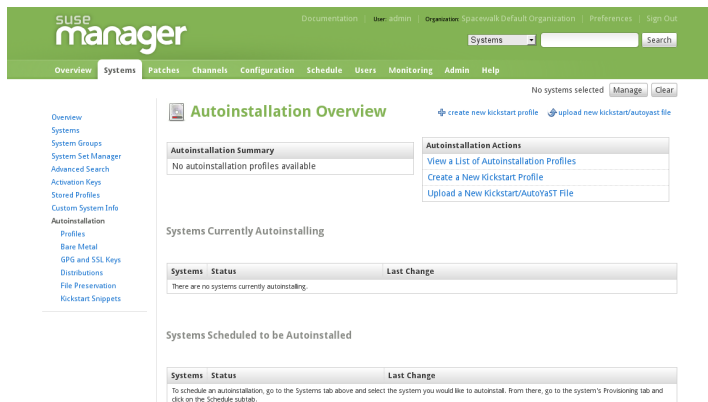 suse
manager
Documentation | User: admin | Organization: Spacewalk Default Organization | Preferences | Sign Out
Systems Search
Overview Systems Patches Channels Configuration Schedule Users Monitoring Admin Help
No systems selected Manage Clear
Overview
Systems
System Groups
System Set Manager
Advanced Search
Activation Keys
Stored Profiles
Custom System Info
Autoinstallation
Profiles
Bare Metal
GPG and SSL Keys
Distributions
File Preservation
Kickstart Snippets
Autoinstallation Overview
create new kickstart profile upload new kickstart/autoyast file
Autoinstallation Summary
No autoinstallation profiles available
Autoinstallation Actions
View a List of Autoinstallation Profiles
Create a New Kickstart Profile
Upload a New Kickstart/AutoYaST File
Systems Currently Autoinstalling
Systems Status Last Change
There are no systems currently autoinstalling.
Systems Scheduled to be Autoinstalled
Systems Status Last Change
To schedule an autoinstallation, go to the Systems tab above and select the system you would like to autoinstall. From there, go to the system's Provisioning tab and
click on the Schedule subtab.